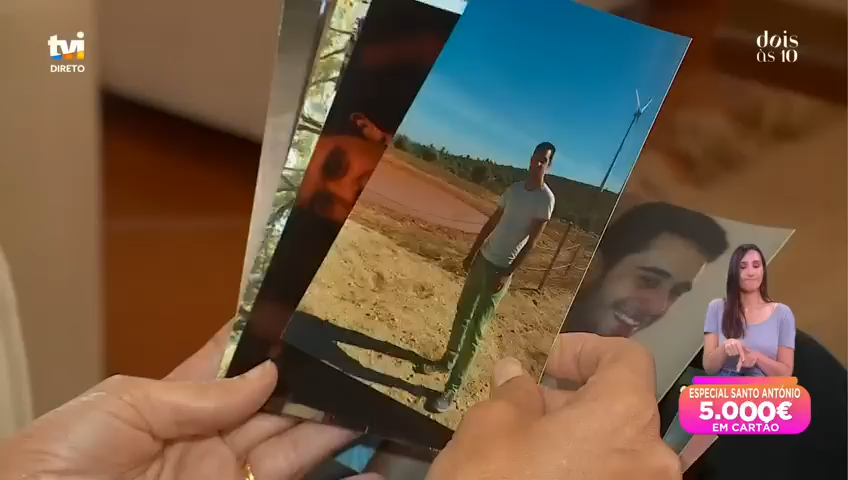 tvi
DIRETO
dois
às 10
ESPECIAL SANTO ANTÓNIO
5.000€
EM CARTÃO